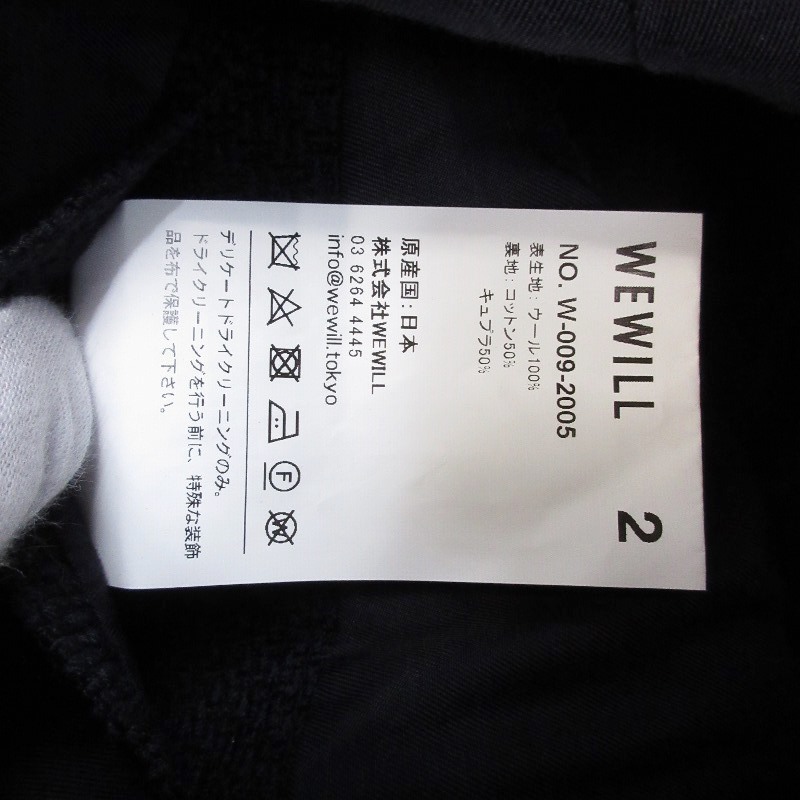 WEWILL 2
NO. W-009-2005
表生地: ウール100%
裏地: コットン50%
キュプラ50%
原産国: 日本
株式会社WEWILL
03 6264 4445
info@wewill.tokyo
F W
デリケートドライクリーニングのみ。
ドライクリーニングを行う前に、特殊な装飾
品を布で保護して下さい。